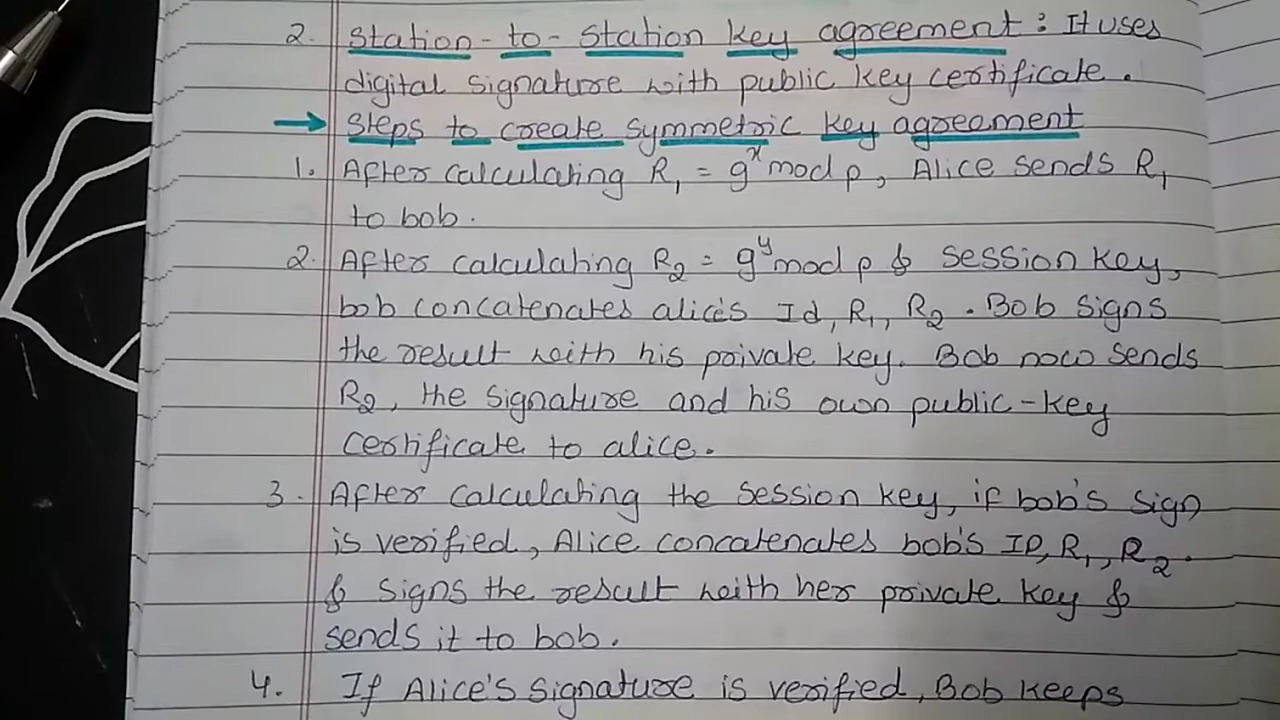 2. Station-to-Station key agreement: It uses
digital signature with public key certificate.
→ Steps to create symmetric key agreement
1. After calculating R₁ = gˣ mod p, Alice sends R₁
to bob.
2. After calculating R₂ = gʸ mod p & session key,
bob concatenates alice's Id, R₁, R₂. Bob signs
the result with his private key. Bob now sends
R₂, the signature and his own public-key
certificate to alice.
3. After calculating the session key, if bob's sign
is verified, Alice concatenates bob's ID, R₁, R₂.
& signs the result with her private key &
sends it to bob.
4. If Alice's signature is verified, Bob keeps